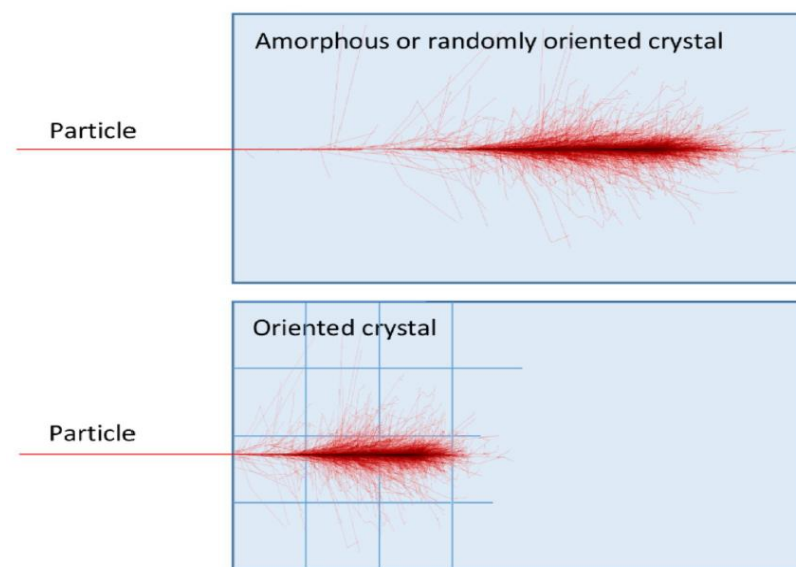 Amorphous or randomly oriented crystal
Particle
Oriented crystal
Particle